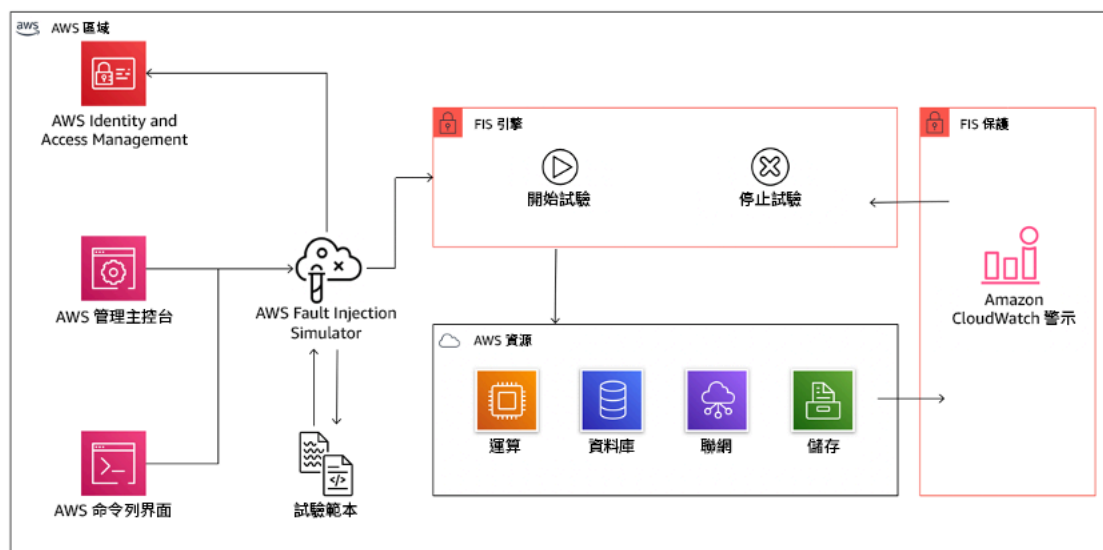 aws
AWS 區域
AWS Identity and
Access Management
AWS 管理主控台
AWS 命令列界面
AWS Fault Injection
Simulator
試驗範本
FIS 引擎
開始試驗
停止試驗
AWS 資源
運算
資料庫
聯網
儲存
FIS 保護
Amazon
CloudWatch 警示